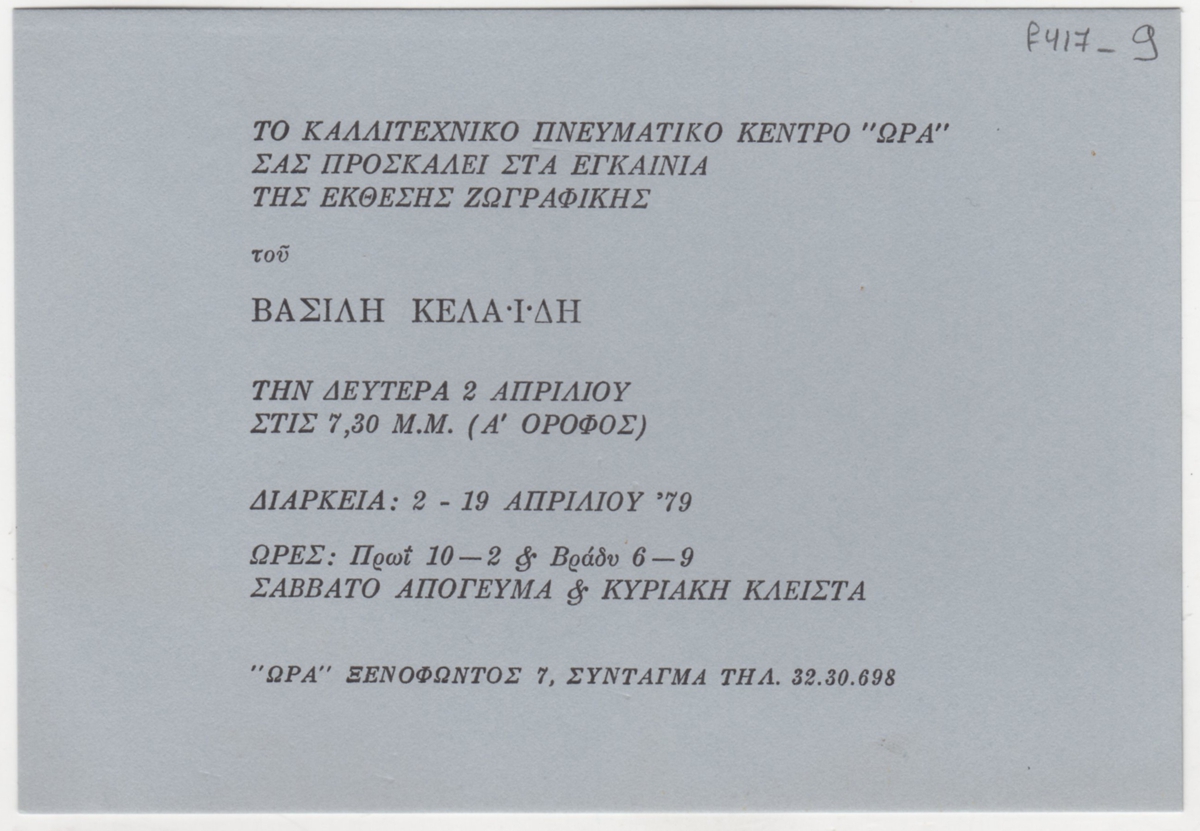 F417_9
ΤΟ ΚΑΛΛΙΤΕΧΝΙΚΟ ΠΝΕΥΜΑΤΙΚΟ ΚΕΝΤΡΟ "ΩΡΑ"
ΣΑΣ ΠΡΟΣΚΑΛΕΙ ΣΤΑ ΕΓΚΑΙΝΙΑ
ΤΗΣ ΕΚΘΕΣΗΣ ΖΩΓΡΑΦΙΚΗΣ
τοῦ
ΒΑΣΙΛΗ ΚΕΛΑ·Ι·ΔΗ
ΤΗΝ ΔΕΥΤΕΡΑ 2 ΑΠΡΙΛΙΟΥ
ΣΤΙΣ 7,30 Μ.Μ. (Α' ΟΡΟΦΟΣ)
ΔΙΑΡΚΕΙΑ: 2 - 19 ΑΠΡΙΛΙΟΥ '79
ΩΡΕΣ: Πρωΐ 10—2 & Βράδυ 6—9
ΣΑΒΒΑΤΟ ΑΠΟΓΕΥΜΑ & ΚΥΡΙΑΚΗ ΚΛΕΙΣΤΑ
"ΩΡΑ" ΞΕΝΟΦΩΝΤΟΣ 7, ΣΥΝΤΑΓΜΑ ΤΗΛ. 32.30.698